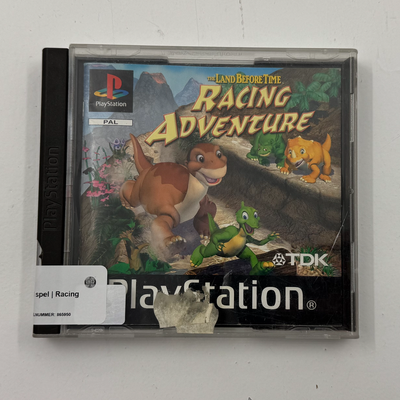 PlayStation
PAL
THE LAND BEFORE TIME
RACING
ADVENTURE
PlayStation
TDK
spel | Racing
PlayStation®